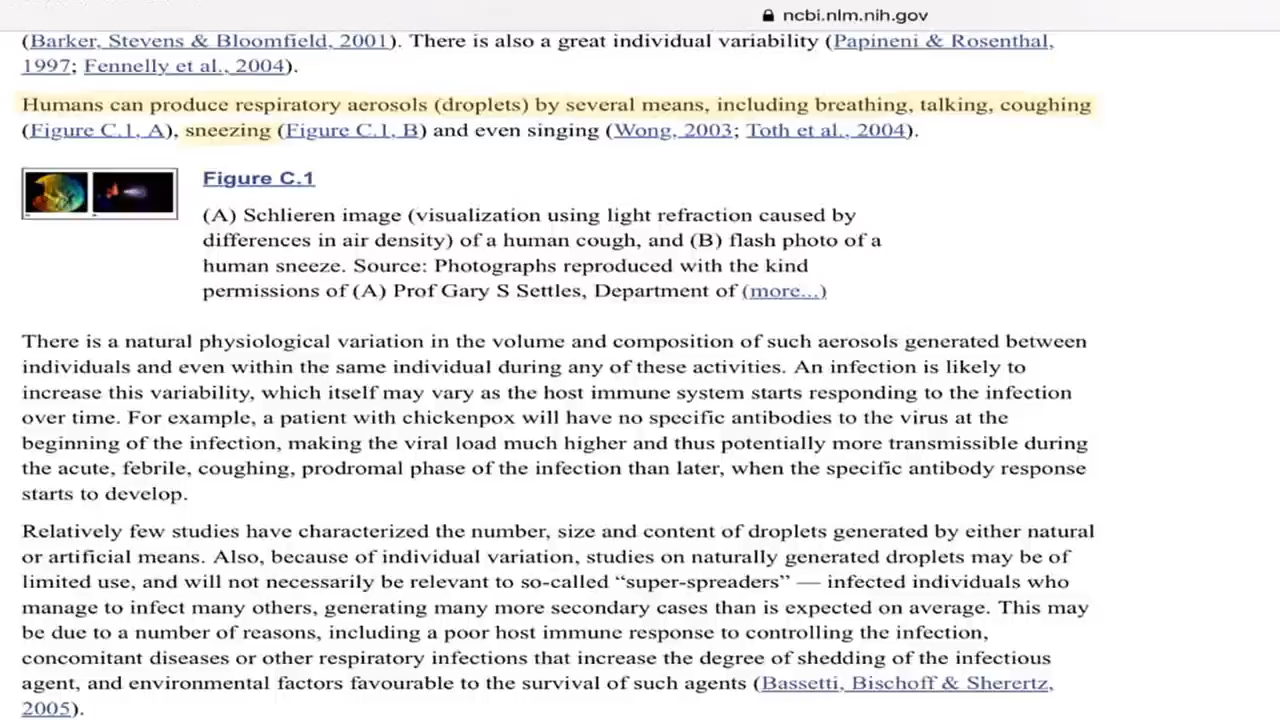 ncbi.nlm.nih.gov
(Barker, Stevens & Bloomfield, 2001). There is also a great individual variability (Papineni & Rosenthal,
1997; Fennelly et al., 2004).
Humans can produce respiratory aerosols (droplets) by several means, including breathing, talking, coughing
(Figure C.1, A), sneezing (Figure C.1, B) and even singing (Wong, 2003; Toth et al., 2004).
Figure C.1
(A) Schlieren image (visualization using light refraction caused by
differences in air density) of a human cough, and (B) flash photo of a
human sneeze. Source: Photographs reproduced with the kind
permissions of (A) Prof Gary S Settles, Department of (more...)
There is a natural physiological variation in the volume and composition of such aerosols generated between
individuals and even within the same individual during any of these activities. An infection is likely to
increase this variability, which itself may vary as the host immune system starts responding to the infection
over time. For example, a patient with chickenpox will have no specific antibodies to the virus at the
beginning of the infection, making the viral load much higher and thus potentially more transmissible during
the acute, febrile, coughing, prodromal phase of the infection than later, when the specific antibody response
starts to develop.
Relatively few studies have characterized the number, size and content of droplets generated by either natural
or artificial means. Also, because of individual variation, studies on naturally generated droplets may be of
limited use, and will not necessarily be relevant to so-called “super-spreaders” — infected individuals who
manage to infect many others, generating many more secondary cases than is expected on average. This may
be due to a number of reasons, including a poor host immune response to controlling the infection,
concomitant diseases or other respiratory infections that increase the degree of shedding of the infectious
agent, and environmental factors favourable to the survival of such agents (Bassetti, Bischoff & Sherertz,
2005).